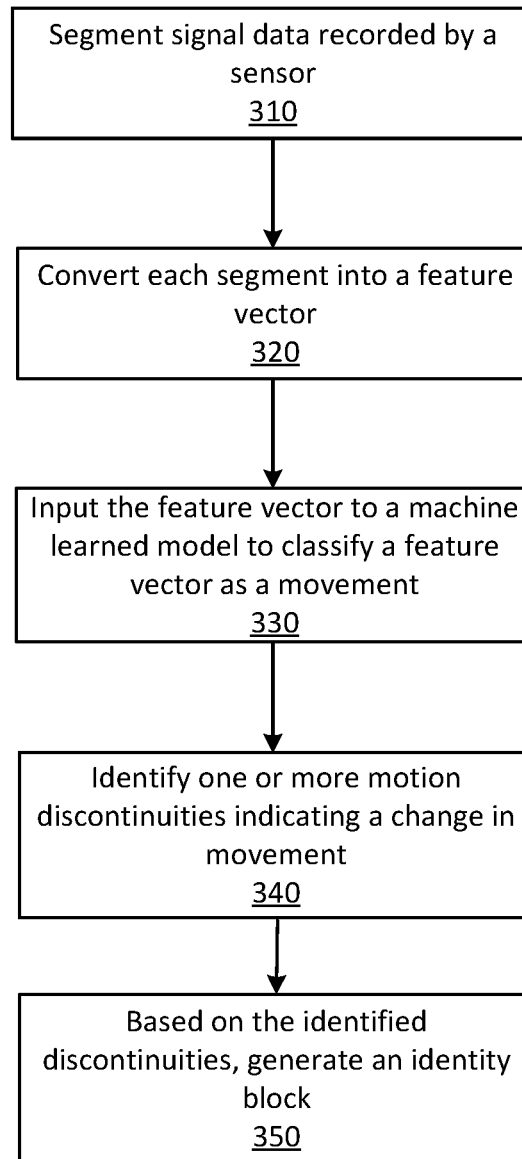 Segment signal data recorded by a
sensor
310
Convert each segment into a feature
vector
320
Input the feature vector to a machine
learned model to classify a feature
vector as a movement
330
Identify one or more motion
discontinuities indicating a change in
movement
340
Based on the identified
discontinuities, generate an identity
block
350